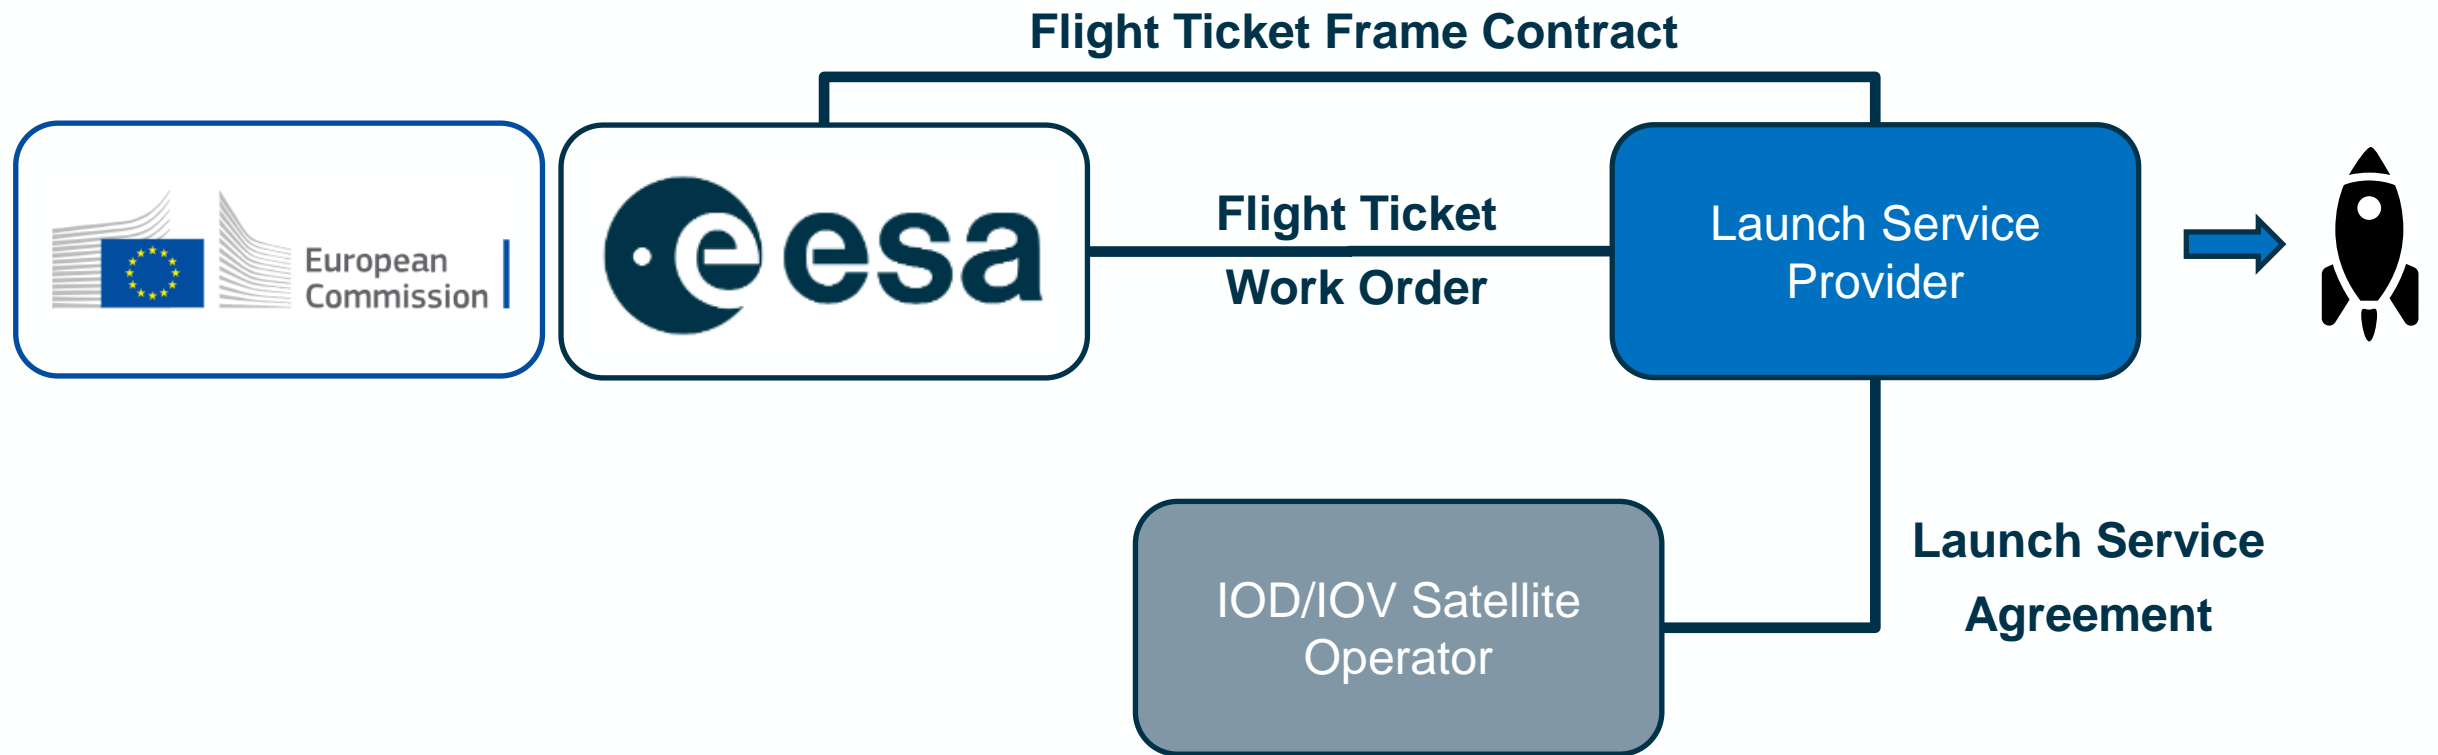 Flight Ticket Frame Contract
European
Commission
esa
Flight Ticket
Work Order
Launch Service
Provider
IOD/IOV Satellite
Operator
Launch Service
Agreement